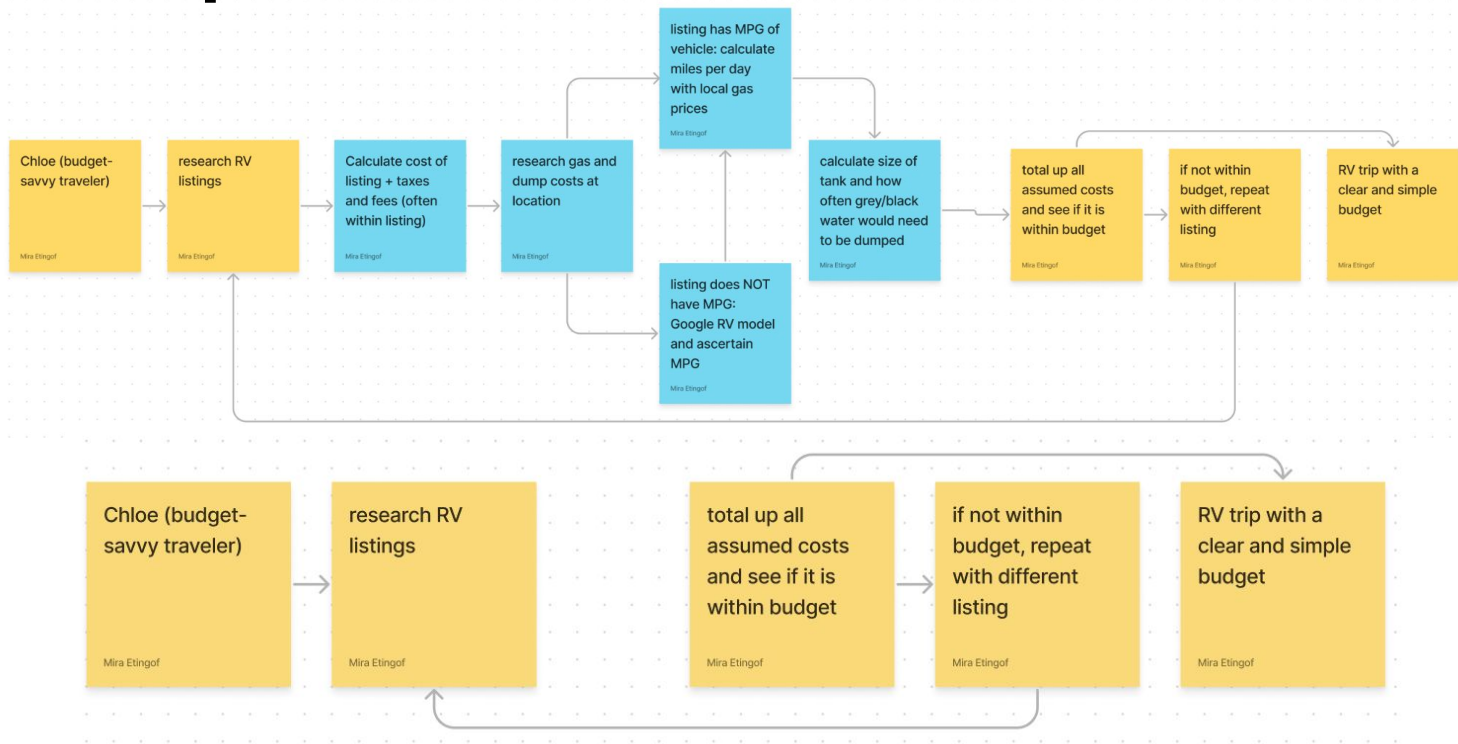 Chloe (budget-
savvy traveler)
Mira Etingof
research RV
listings
Mira Etingof
Calculate cost of
listing + taxes
and fees (often
within listing)
Mira Etingof
research gas and
dump costs at
location
Mira Etingof
listing has MPG of
vehicle: calculate
miles per day
with local gas
prices
Mira Etingof
listing does NOT
have MPG:
Google RV model
and ascertain
MPG
Mira Etingof
calculate size of
tank and how
often grey/black
water would need
to be dumped
Mira Etingof
total up all
assumed costs
and see if it is
within budget
Mira Etingof
if not within
budget, repeat
with different
listing
Mira Etingof
RV trip with a
clear and simple
budget
Mira Etingof
Chloe (budget-
savvy traveler)
Mira Etingof
research RV
listings
Mira Etingof
total up all
assumed costs
and see if it is
within budget
Mira Etingof
if not within
budget, repeat
with different
listing
Mira Etingof
RV trip with a
clear and simple
budget
Mira Etingof